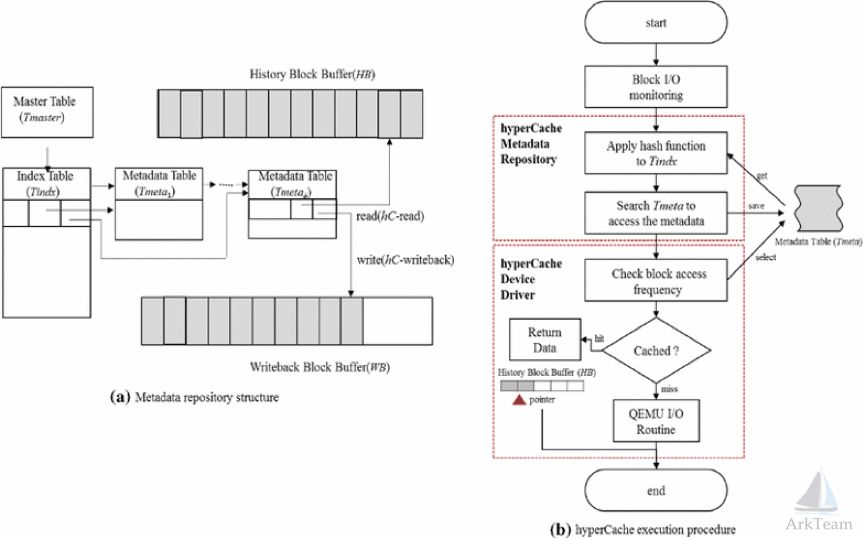 History Block Buffer(HB)
Master Table
(Tmaster)
Index Table
(Tindx)
Metadata Table
(Tmeta1)
Metadata Table
read(hC-read)
write(hC-writeback)
Writeback Block Buffer(WB)
(a) Metadata repository structure
start
Block I/O
monitoring
hyperCache
Metadata
Repository
Apply hash function
to Tindx
get
Search Tmeta to
access the metadata
save
Metadata Table (Tmeta)
select
hyperCache
Device
Driver
Check block access
frequency
Return
Data
hit
Cached ?
History Block Buffer (HB)
pointer
miss
QEMU I/O
Routine
end
(b) hyperCache execution procedure
ArkTeam